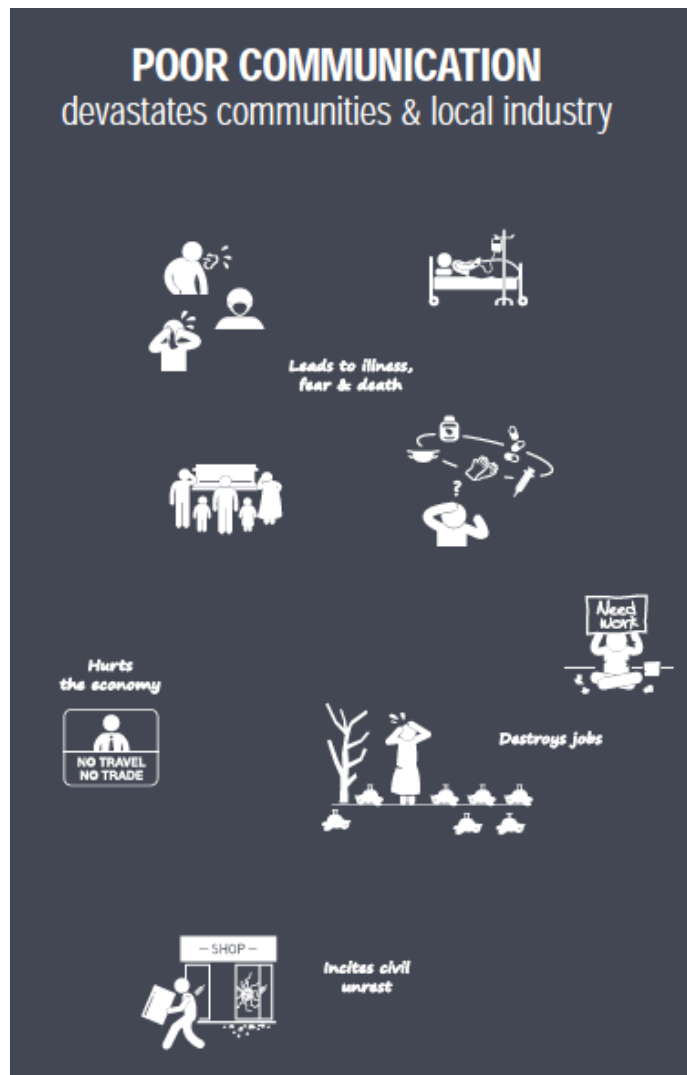 POOR COMMUNICATION
devastates communities & local industry
Leads to illness,
fear & death
?
Need
Work
Hurts
the economy
NO TRAVEL
NO TRADE
Destroys jobs
– SHOP –
Incites civil
unrest